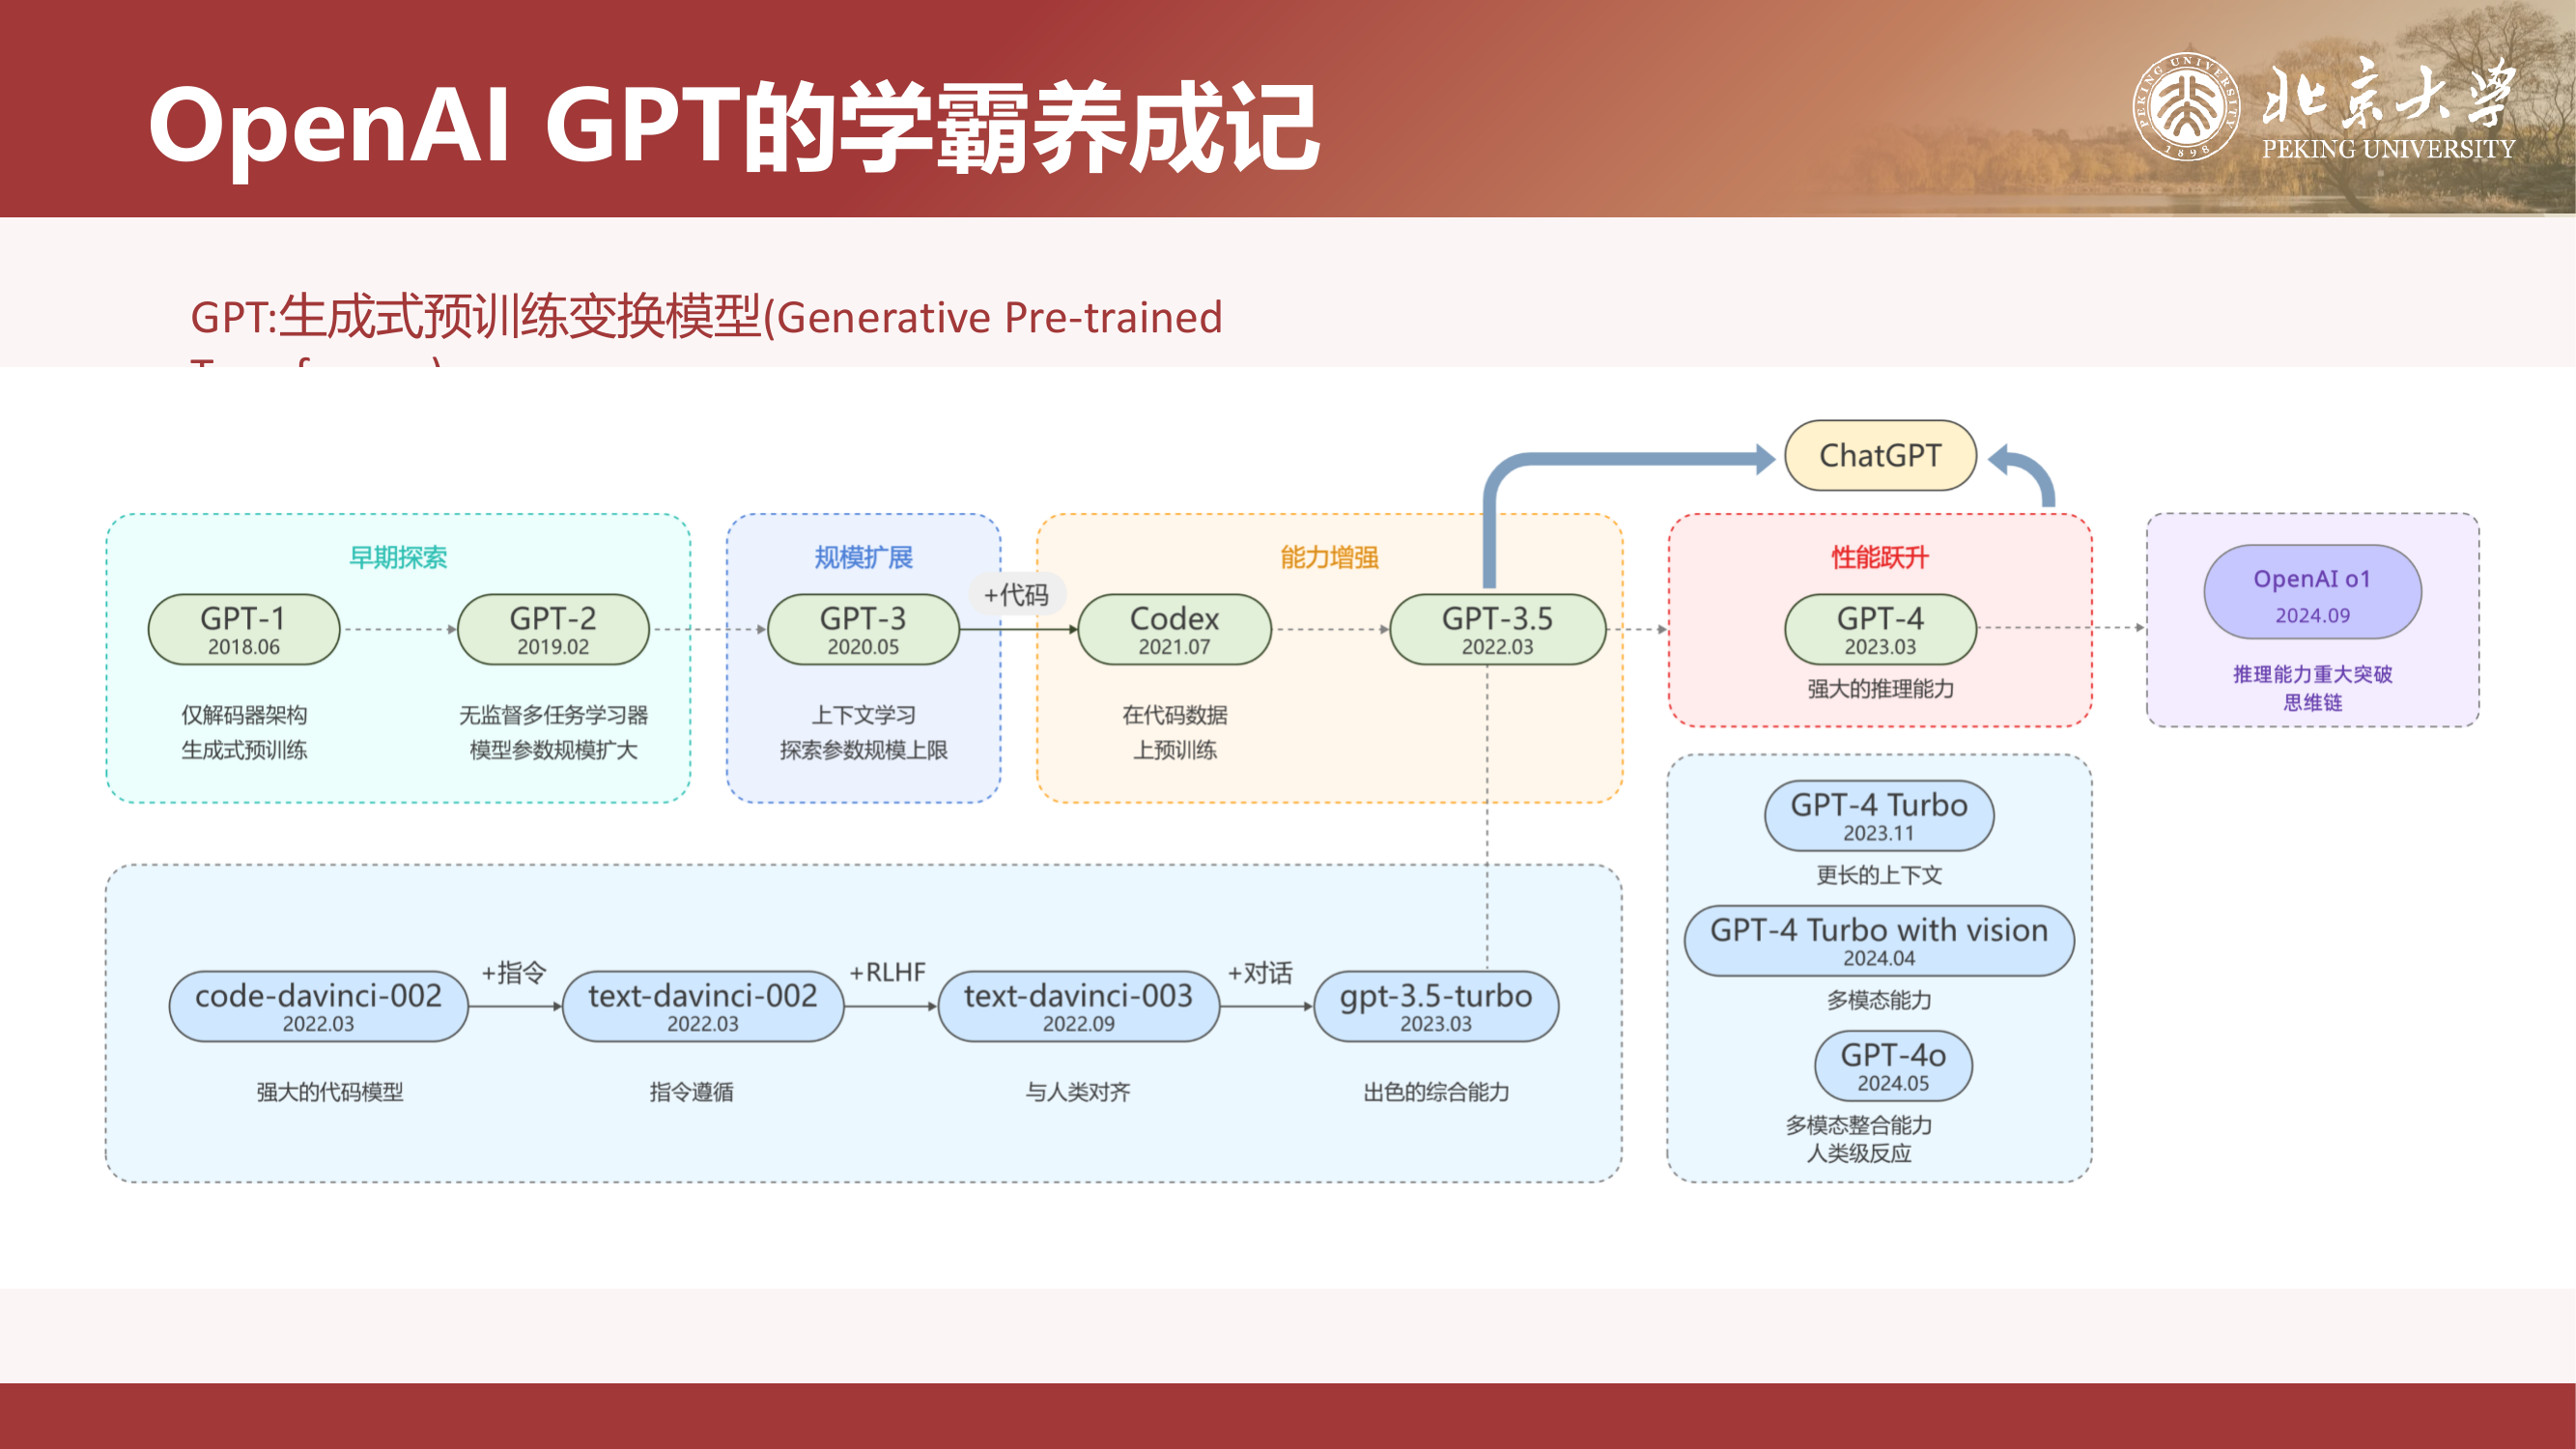 OpenAI GPT的学霸养成记
PEKING UNIVERSITY
1898
北京大学
PEKING UNIVERSITY
GPT:生成式预训练变换模型(Generative Pre-trained
ChatGPT
早期探索
GPT-1
2018.06
仅解码器架构
生成式预训练
GPT-2
2019.02
无监督多任务学习器
模型参数规模扩大
规模扩展
GPT-3
2020.05
上下文学习
探索参数规模上限
+代码
能力增强
Codex
2021.07
在代码数据
上预训练
GPT-3.5
2022.03
性能跃升
GPT-4
2023.03
强大的推理能力
OpenAI o1
2024.09
推理能力重大突破
思维链
GPT-4 Turbo
2023.11
更长的上下文
GPT-4 Turbo with vision
2024.04
多模态能力
GPT-4o
2024.05
多模态整合能力
人类级反应
code-davinci-002
2022.03
强大的代码模型
+指令
text-davinci-002
2022.03
指令遵循
+RLHF
text-davinci-003
2022.09
与人类对齐
+对话
gpt-3.5-turbo
2023.03
出色的综合能力